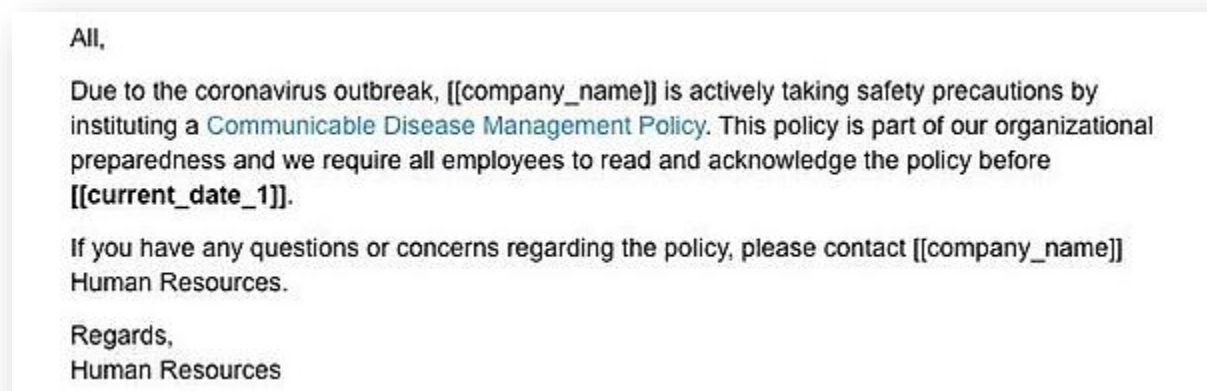 All,
Due to the coronavirus outbreak, [[company_name]] is actively taking safety precautions by
instituting a Communicable Disease Management Policy. This policy is part of our organizational
preparedness and we require all employees to read and acknowledge the policy before
[[current_date_1]].
If you have any questions or concerns regarding the policy, please contact [[company_name]]
Human Resources.
Regards,
Human Resources